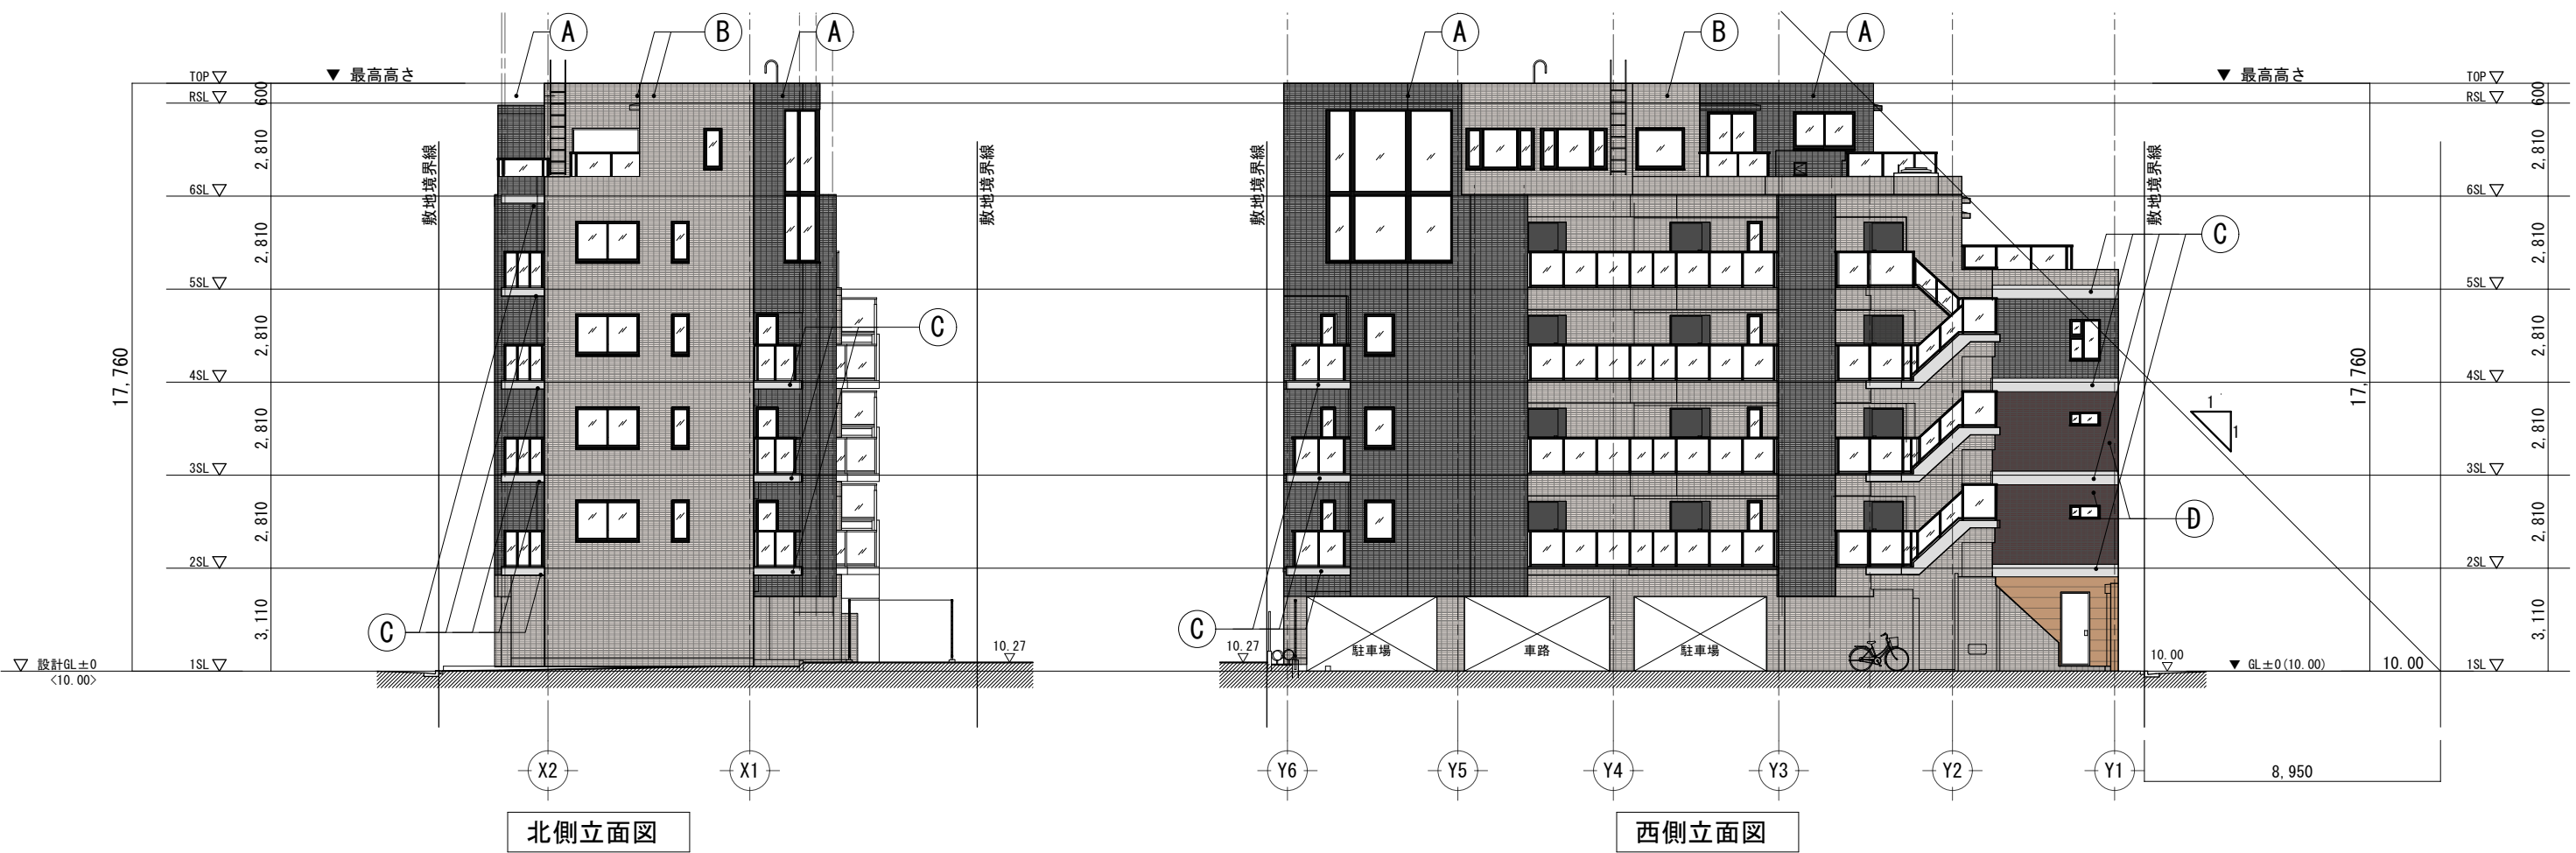 A
B
A
A
B
A
TOP
▼ 最高高さ
▼ 最高高さ
TOP
RSL
600
600
RSL
2,810
敷地境界線
敷地境界線
敷地境界線
敷地境界線
2,810
6SL
6SL
2,810
C
2,810
5SL
5SL
17,760
2,810
C
17,760
2,810
4SL
4SL
2,810
1
1
2,810
3SL
3SL
2,810
D
2,810
2SL
2SL
3,110
C
C
3,110
駐車場
車路
駐車場
設計GL±0
<10.00>
1SL
10.27
10.27
10.00
▼ GL±0(10.00)
10.00
1SL
X2
X1
Y6
Y5
Y4
Y3
Y2
Y1
8,950
北側立面図
西側立面図